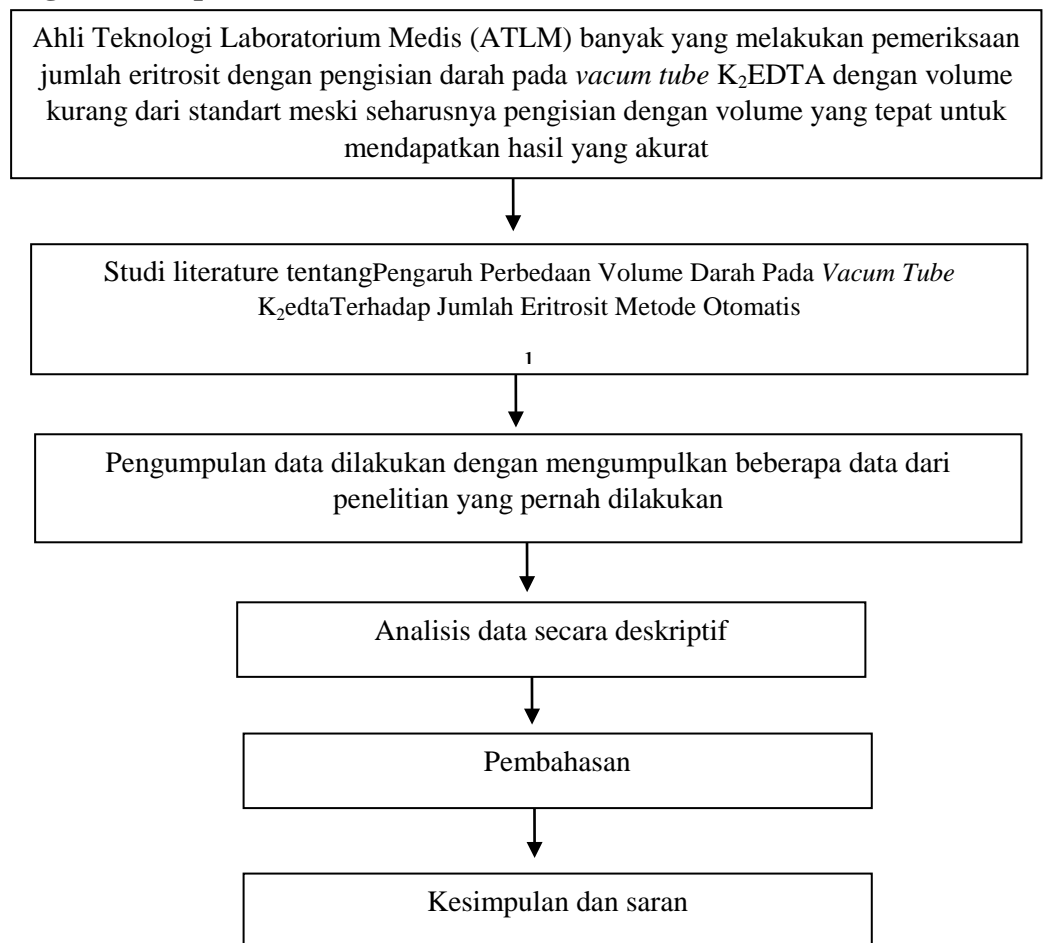 Ahli Teknologi Laboratorium Medis (ATLM) banyak yang melakukan pemeriksaan
jumlah eritrosit dengan pengisian darah pada vacum tube K₂EDTA dengan volume
kurang dari standart meski seharusnya pengisian dengan volume yang tepat untuk
mendapatkan hasil yang akurat
Studi literature tentangPengaruh Perbedaan Volume Darah Pada Vacum Tube
K₂edtaTerhadap Jumlah Eritrosit Metode Otomatis
Pengumpulan data dilakukan dengan mengumpulkan beberapa data dari
penelitian yang pernah dilakukan
Analisis data secara deskriptif
Pembahasan
Kesimpulan dan saran